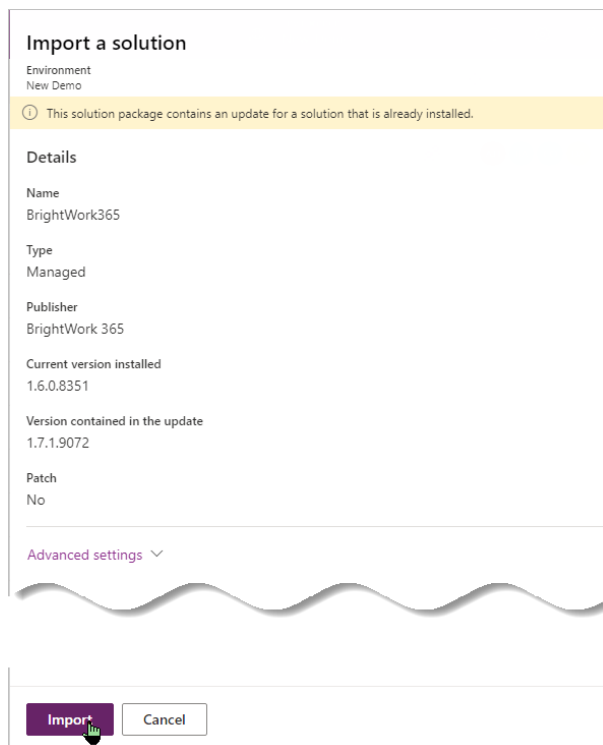 Import a solution
Environment
New Demo
This solution package contains an update for a solution that is already installed.
Details
Name
BrightWork365
Type
Managed
Publisher
BrightWork 365
Current version installed
1.6.0.8351
Version contained in the update
1.7.1.9072
Patch
No
Advanced settings
Import
Cancel